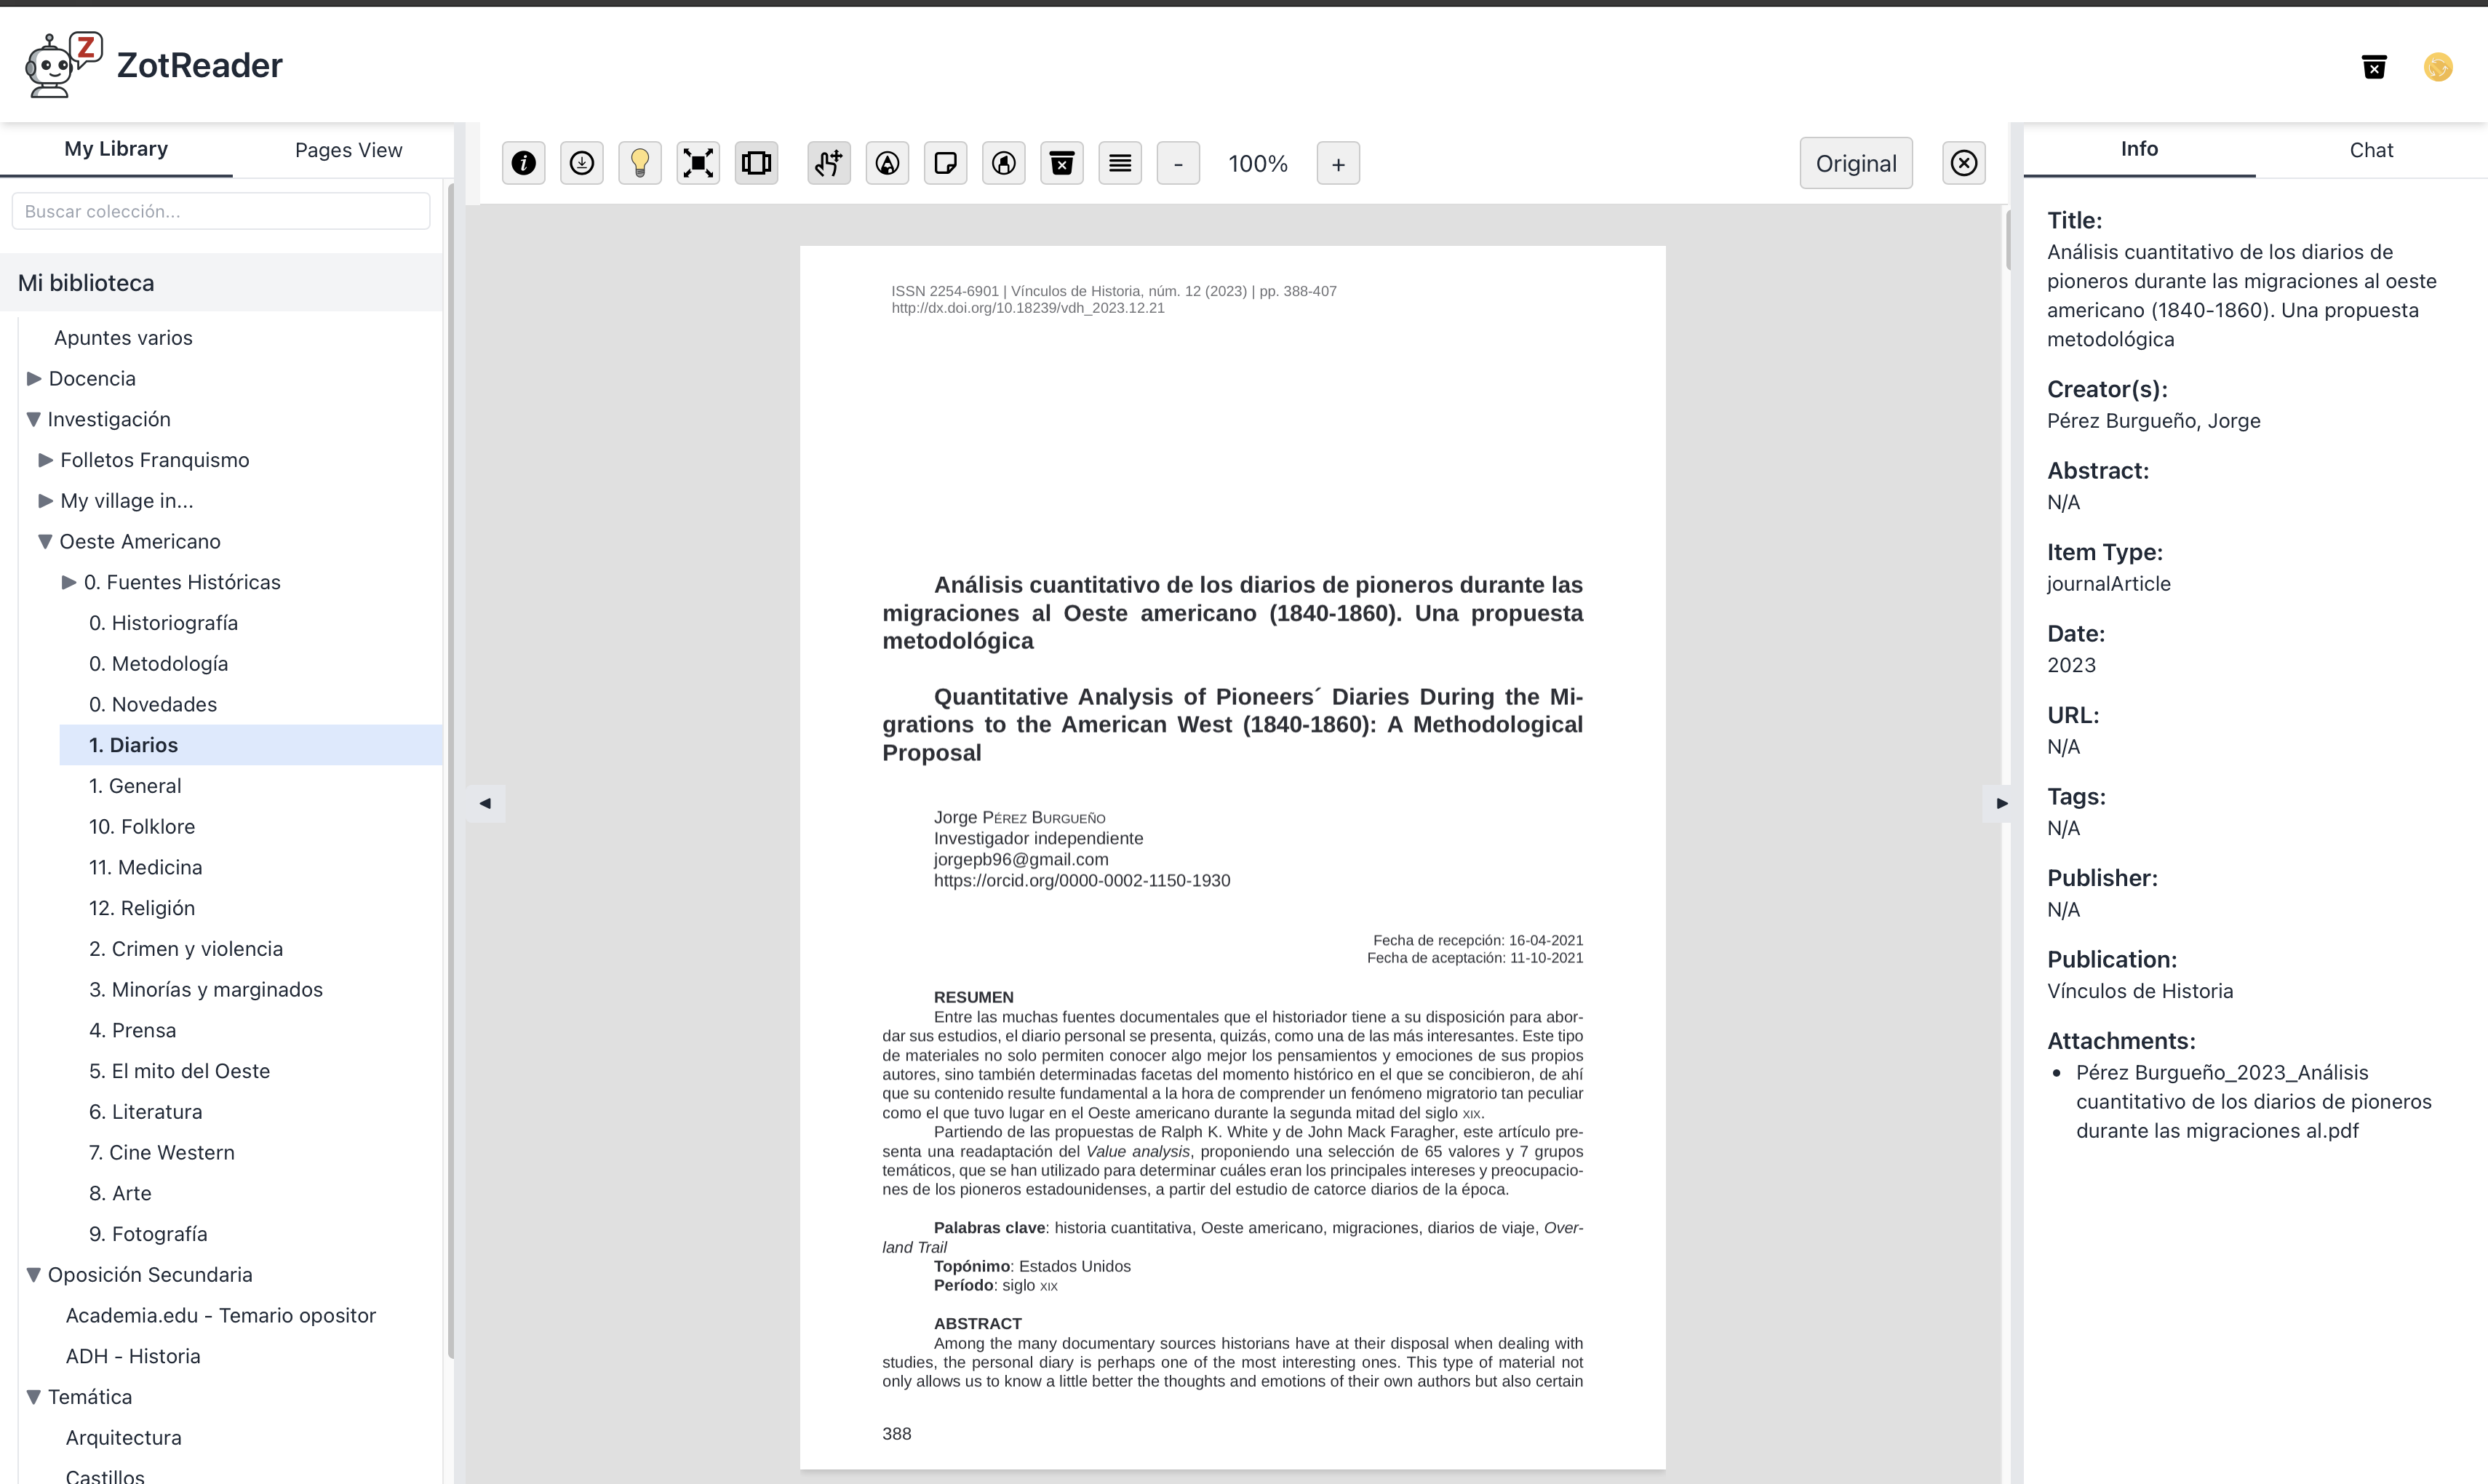 Z
ZotReader
My Library
Pages View
Buscar colección...
Mi biblioteca
Apuntes varios
Docencia
Investigación
Folletos Franquismo
My village in...
Oeste Americano
0. Fuentes Históricas
0. Historiografía
0. Metodología
0. Novedades
1. Diarios
1. General
10. Folklore
11. Medicina
12. Religión
2. Crimen y violencia
3. Minorías y marginados
4. Prensa
5. El mito del Oeste
6. Literatura
7. Cine Western
8. Arte
9. Fotografía
Oposición Secundaria
Academia.edu - Temario opositor
ADH - Historia
Temática
Arquitectura
Castillos
- 100% +
Original
ISSN 2254-6901 | Vínculos de Historia, núm. 12 (2023) | pp. 388-407
http://dx.doi.org/10.18239/vdh_2023.12.21
Análisis cuantitativo de los diarios de pioneros durante las
migraciones al Oeste americano (1840-1860). Una propuesta
metodológica
Quantitative Analysis of Pioneers´ Diaries During the Mi-
grations to the American West (1840-1860): A Methodological
Proposal
Jorge Pérez Burgueño
Investigador independiente
jorgepb96@gmail.com
https://orcid.org/0000-0002-1150-1930
Fecha de recepción: 16-04-2021
Fecha de aceptación: 11-10-2021
RESUMEN
Entre las muchas fuentes documentales que el historiador tiene a su disposición para abor-
dar sus estudios, el diario personal se presenta, quizás, como una de las más interesantes. Este tipo
de materiales no solo permiten conocer algo mejor los pensamientos y emociones de sus propios
autores, sino también determinadas facetas del momento histórico en el que se concibieron, de ahí
que su contenido resulte fundamental a la hora de comprender un fenómeno migratorio tan peculiar
como el que tuvo lugar en el Oeste americano durante la segunda mitad del siglo xix.
Partiendo de las propuestas de Ralph K. White y de John Mack Faragher, este artículo pre-
senta una readaptación del Value analysis, proponiendo una selección de 65 valores y 7 grupos
temáticos, que se han utilizado para determinar cuáles eran los principales intereses y preocupacio-
nes de los pioneros estadounidenses, a partir del estudio de catorce diarios de la época.
Palabras clave: historia cuantitativa, Oeste americano, migraciones, diarios de viaje, Over-
land Trail
Topónimo: Estados Unidos
Período: siglo xix
ABSTRACT
Among the many documentary sources historians have at their disposal when dealing with
studies, the personal diary is perhaps one of the most interesting ones. This type of material not
only allows us to know a little better the thoughts and emotions of their own authors but also certain
388
Info
Chat
Title:
Análisis cuantitativo de los diarios de
pioneros durante las migraciones al oeste
americano (1840-1860). Una propuesta
metodológica
Creator(s):
Pérez Burgueño, Jorge
Abstract:
N/A
Item Type:
journalArticle
Date:
2023
URL:
N/A
Tags:
N/A
Publisher:
N/A
Publication:
Vínculos de Historia
Attachments:
Pérez Burgueño_2023_Análisis
cuantitativo de los diarios de pioneros
durante las migraciones al.pdf